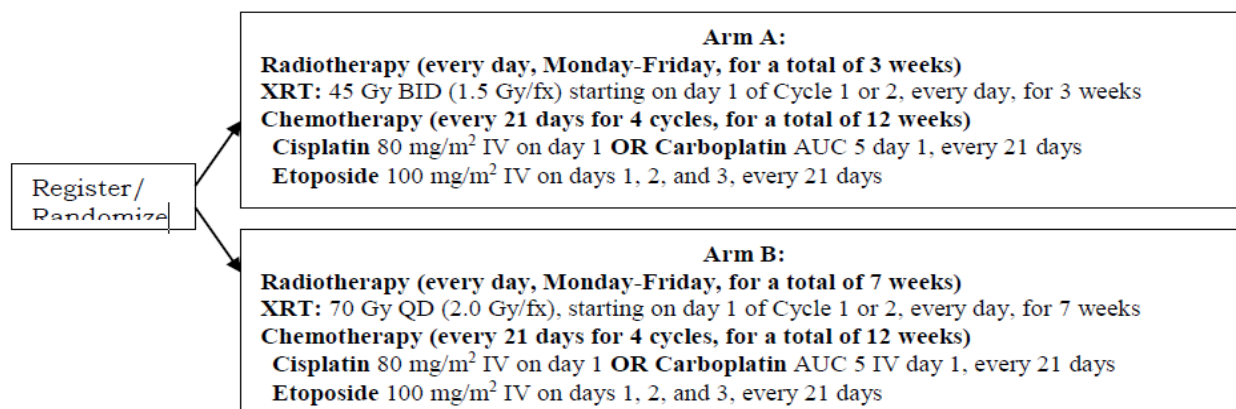 Arm A:
Radiotherapy (every day, Monday-Friday, for a total of 3 weeks)
XRT: 45 Gy BID (1.5 Gy/fx) starting on day 1 of Cycle 1 or 2, every day, for 3 weeks
Chemotherapy (every 21 days for 4 cycles, for a total of 12 weeks)
Cisplatin 80 mg/m² IV on day 1 OR Carboplatin AUC 5 day 1, every 21 days
Etoposide 100 mg/m² IV on days 1, 2, and 3, every 21 days
Register/
Randomize
Arm B:
Radiotherapy (every day, Monday-Friday, for a total of 7 weeks)
XRT: 70 Gy QD (2.0 Gy/fx), starting on day 1 of Cycle 1 or 2, every day, for 7 weeks
Chemotherapy (every 21 days for 4 cycles, for a total of 12 weeks)
Cisplatin 80 mg/m² IV on day 1 OR Carboplatin AUC 5 IV day 1, every 21 days
Etoposide 100 mg/m² IV on days 1, 2, and 3, every 21 days